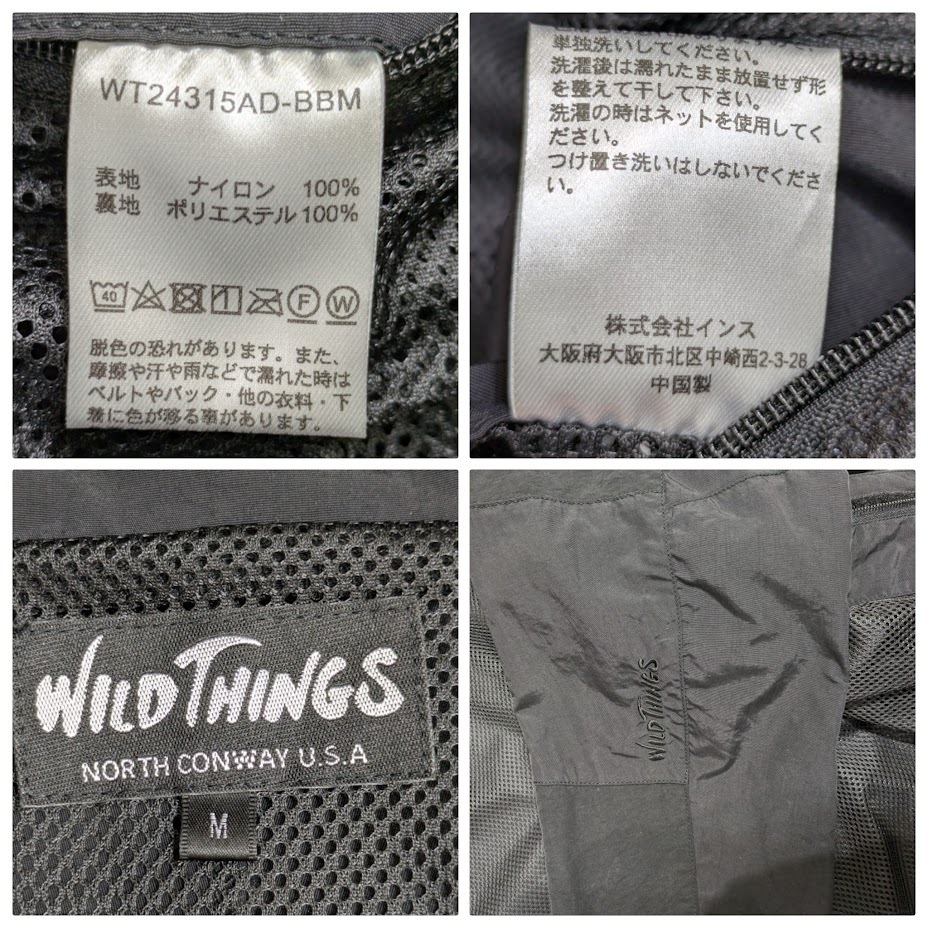 WT24315AD-BBM
表地 ナイロン 100%
裏地 ポリエステル 100%
40 F W
脱色の恐れがあります。また、
摩擦や汗や雨などで濡れた時は
ベルトやバック・他の衣料・下
着に色が移る事があります。
単独洗いしてください。
洗濯後は濡れたまま放置せず形
を整えて干して下さい。
洗濯の時はネットを使用してく
ださい。
つけ置き洗いはしないでくださ
い。
株式会社インス
大阪府大阪市北区中崎西2-3-28
中国製
WILD THINGS
NORTH CONWAY U.S.A
M
WILD THINGS